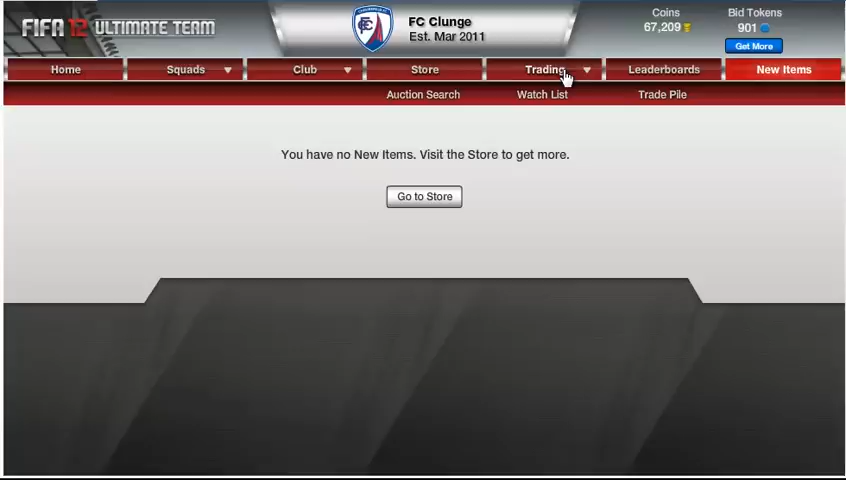 FIFA 12 ULTIMATE TEAM
FC Clunge
Est. Mar 2011
Coins
67,209
Bid Tokens
901
Get More
Home
Squads
Club
Store
Trading
Leaderboards
New Items
Auction Search
Watch List
Trade Pile
You have no New Items. Visit the Store to get more.
Go to Store